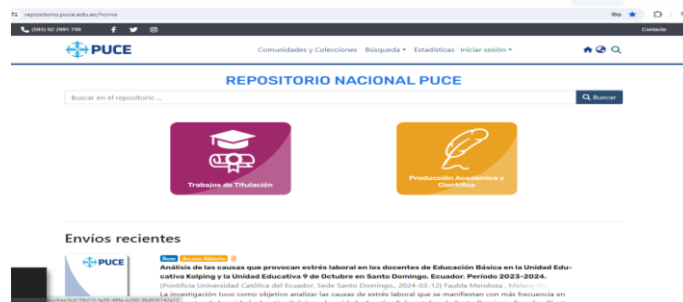 repositorio.puce.edu.ec/home
(593) 02 2991 700
Contacto
PUCE
Comunidades y Colecciones Búsqueda Estadísticas Iniciar sesión
REPOSITORIO NACIONAL PUCE
Buscar en el repositorio ...
Buscar
Trabajos de Titulación
Producción Académica y
Científica
Envíos recientes
PUCE
Ítem Acceso Abierto
Análisis de las causas que provocan estrés laboral en los docentes de Educación Básica en la Unidad Edu-
cativa Kolping y la Unidad Educativa 9 de Octubre en Santo Domingo, Ecuador. Período 2023-2024.
(Pontificia Universidad Católica del Ecuador, Sede Santo Domingo, 2024-03-12) Faubla Mendoza , Melany
La investigación tuvo como objetivo analizar las causas de estrés laboral que se manifiestan con más frecuencia en